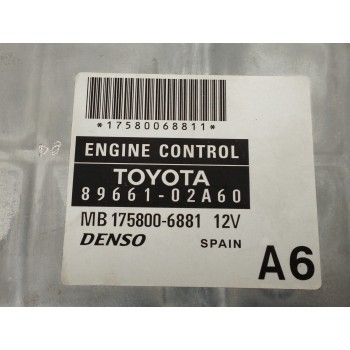 *17580068811*
ENGINE CONTROL
TOYOTA
89661-02A60
MB 175800-6881 12V
DENSO SPAIN
A6